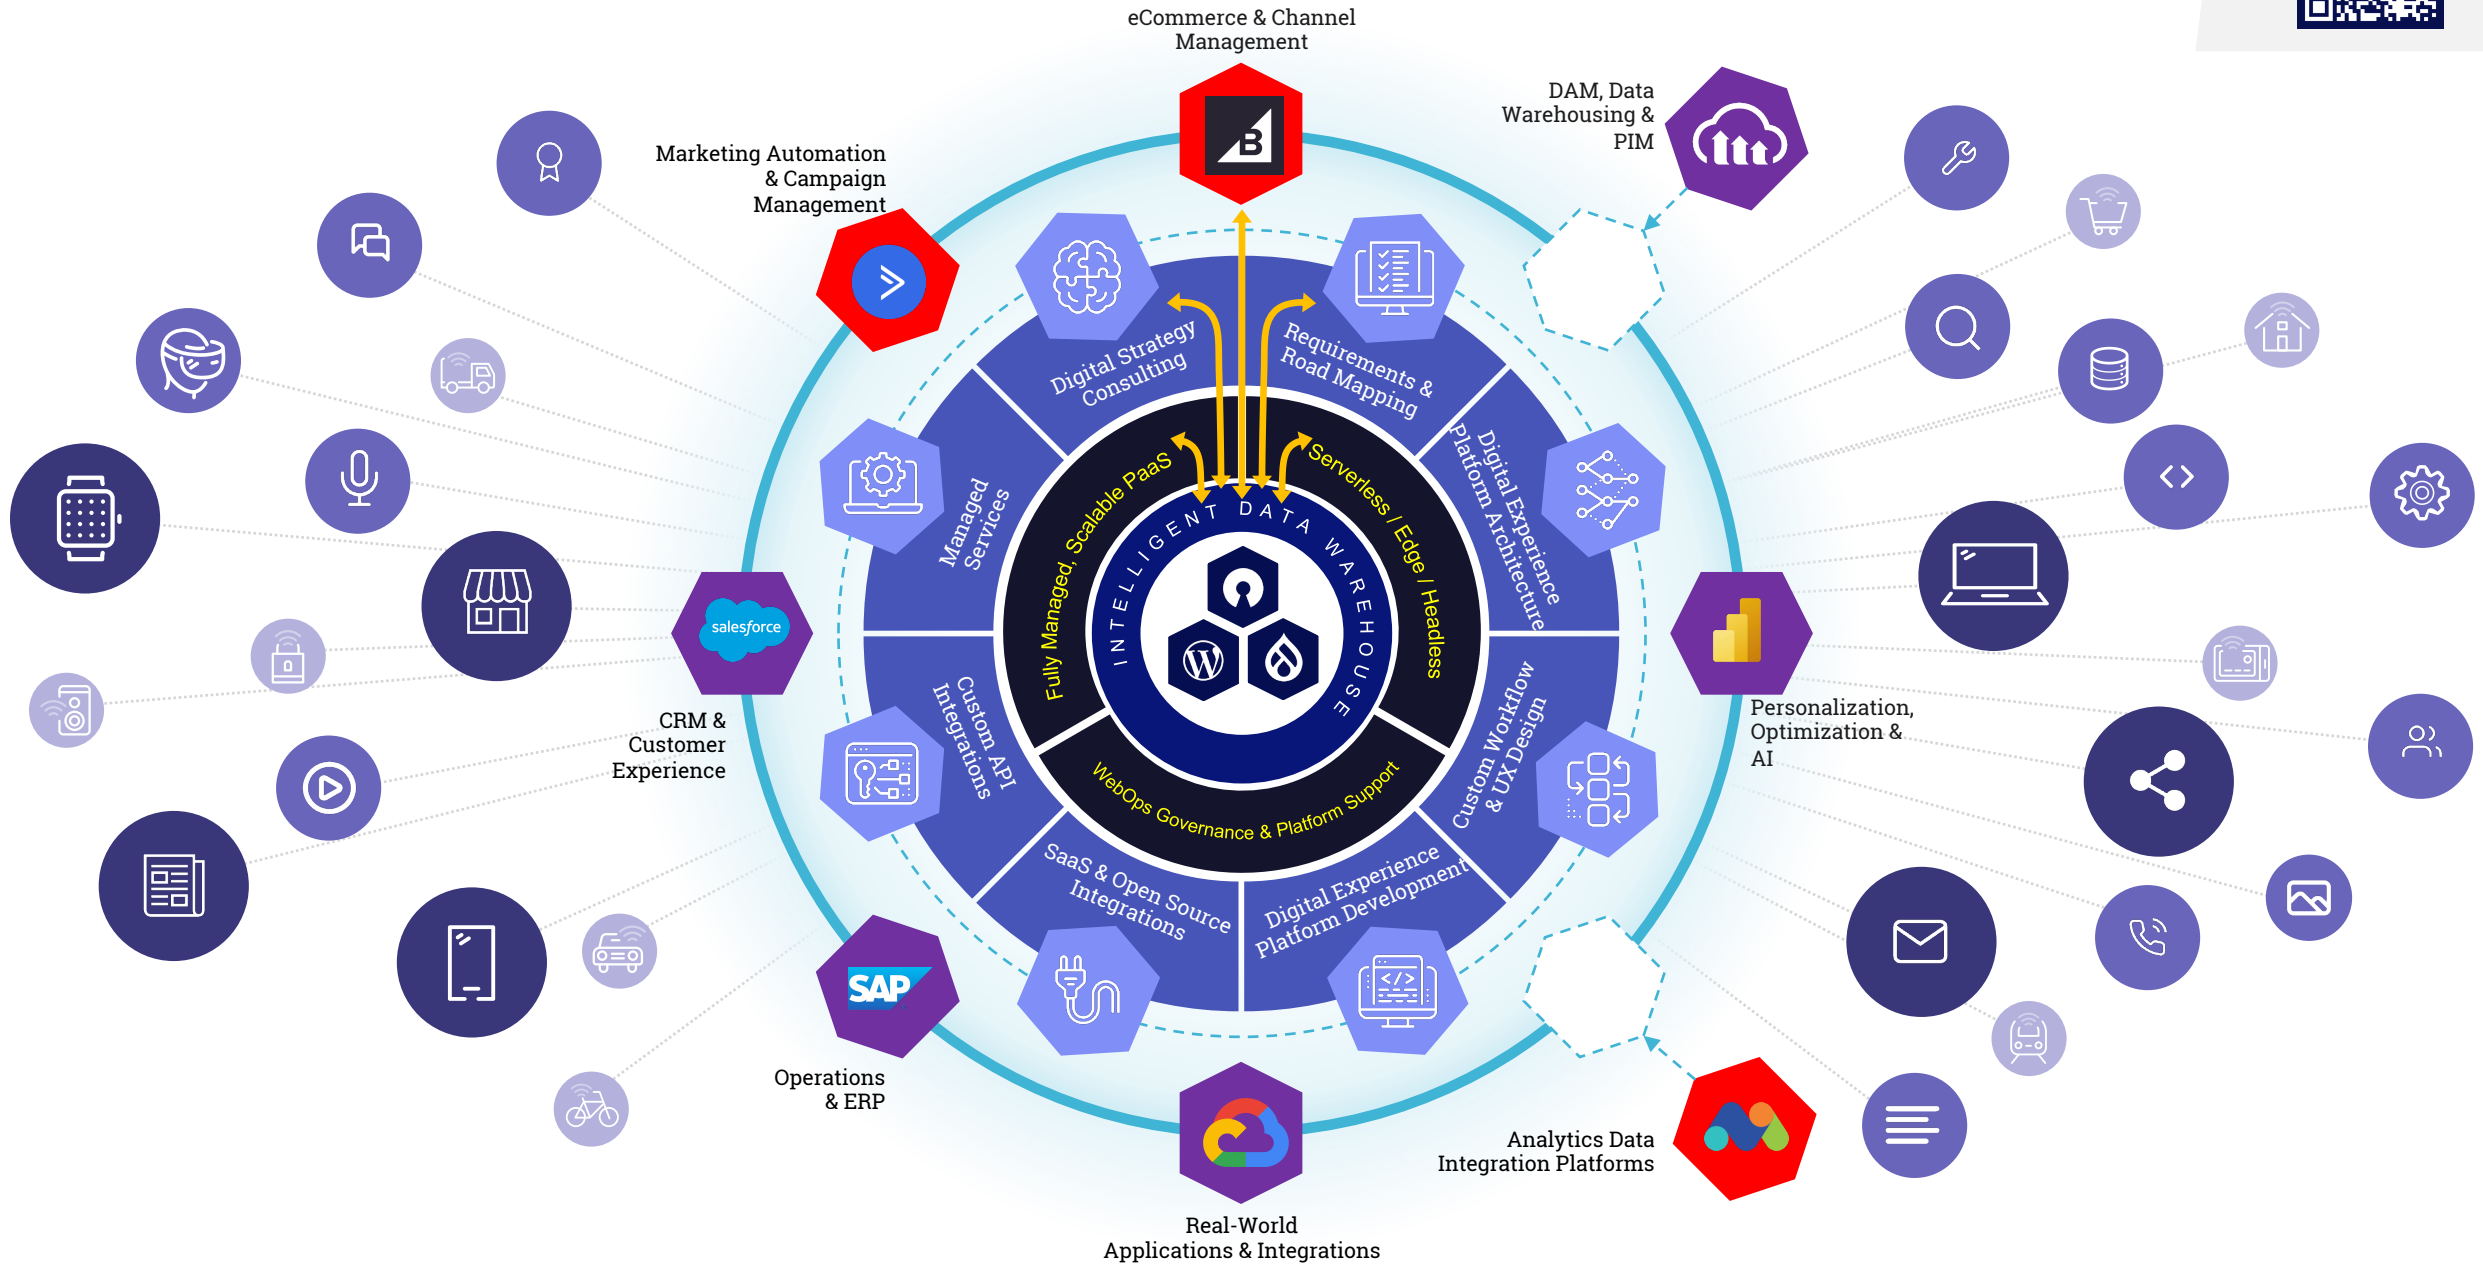 eCommerce & Channel
Management
DAM, Data
Warehousing &
PIM
Marketing Automation
& Campaign
Management
B
Digital Strategy
Consulting
Requirements &
Road Mapping
Managed
Services
Digital Experience
Platform Architecture
Fully Managed, Scalable PaaS
Serverless / Edge / Headless
INTELLIGENT DATA WAREHOUSE
salesforce
W
CRM &
Customer
Experience
Personalization,
Optimization &
AI
Custom API
Integrations
Custom Workflow
& UX Design
WebOps Governance & Platform Support
SaaS & Open Source
Integrations
Digital Experience
Platform Development
</>
SAP
Operations
& ERP
Analytics Data
Integration Platforms
Real-World
Applications & Integrations